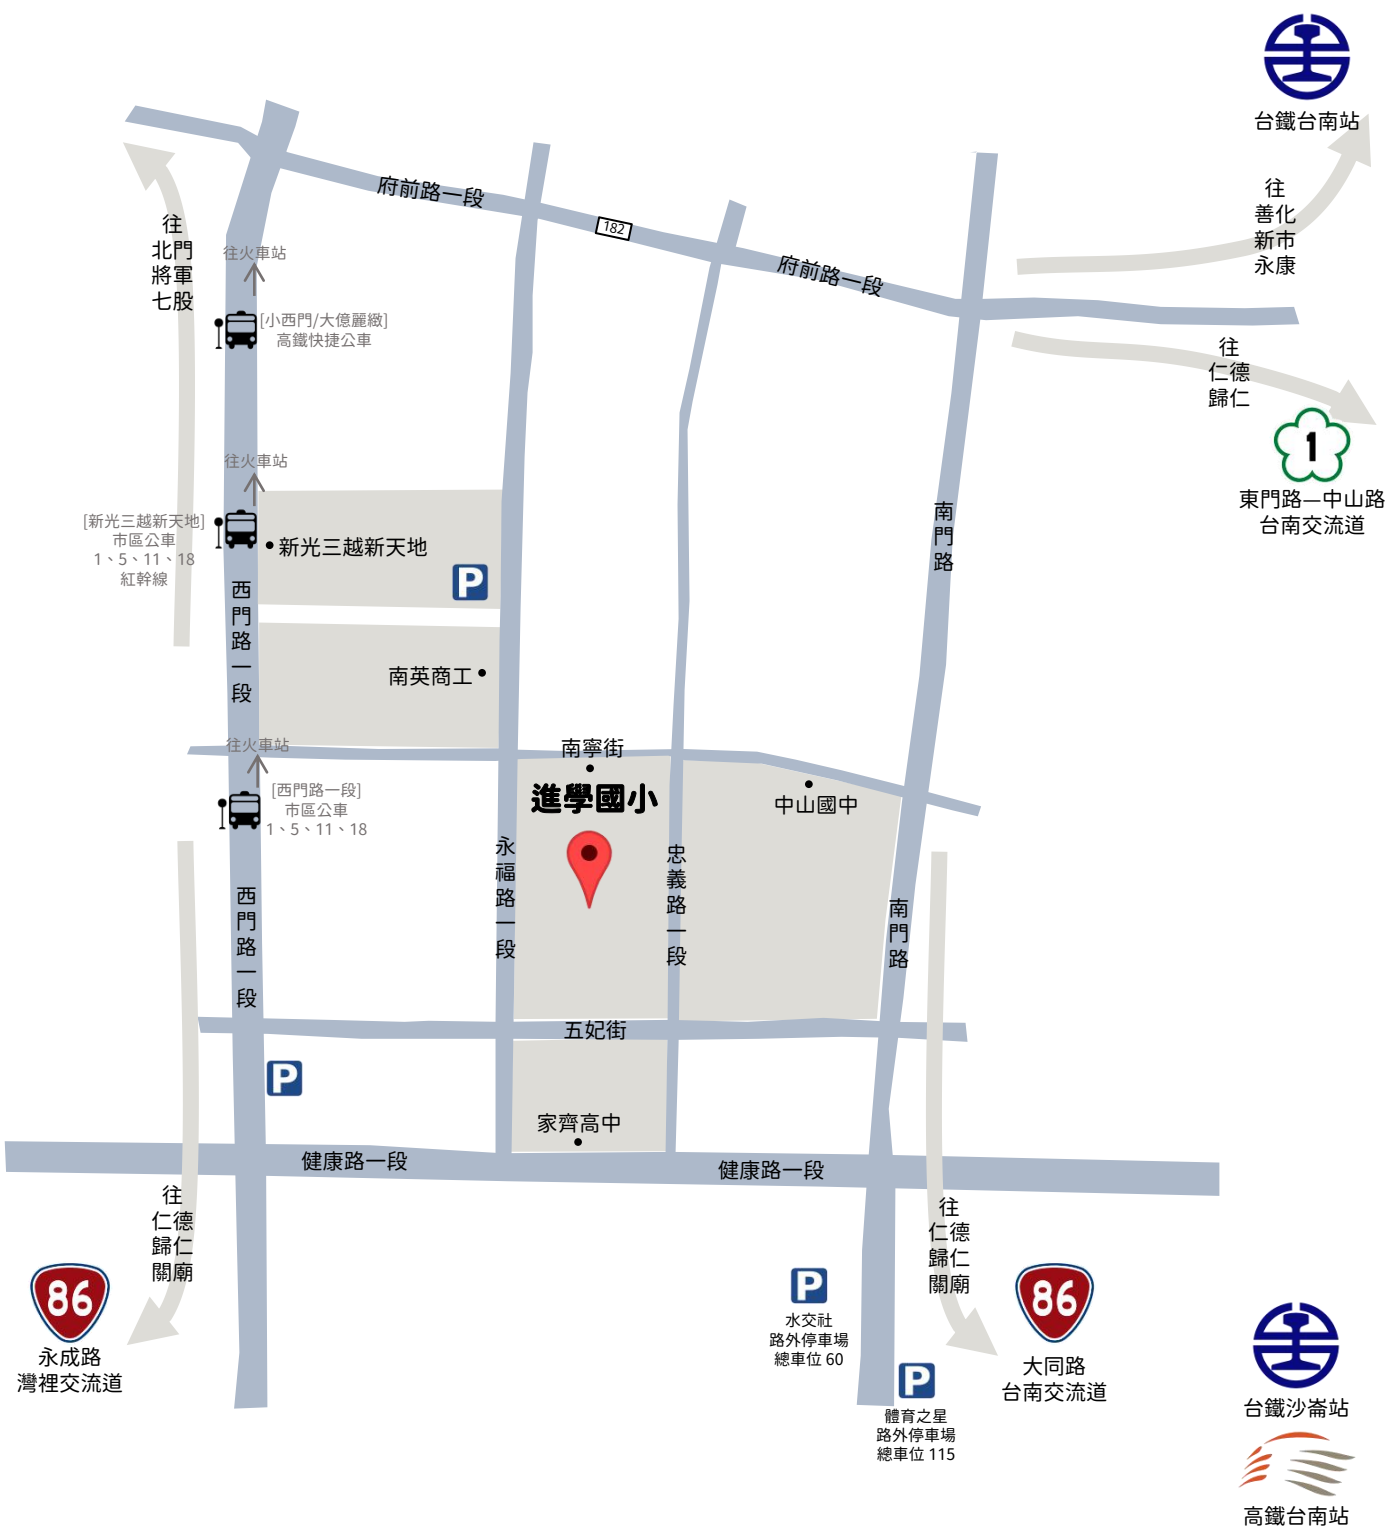 台鐵台南站
往
善化
新市
永康
府前路一段
182
府前路一段
往
北門
將軍
七股
往火車站
[小西門/大億麗緻]
高鐵快捷公車
往
仁德
歸仁
1
東門路—中山路
台南交流道
往火車站
[新光三越新天地]
市區公車
1、5、11、18
紅幹線
新光三越新天地
P
南門路
西門路一段
南英商工
往火車站
南寧街
進學國小
中山國中
[西門路一段]
市區公車
1、5、11、18
永福路一段
忠義路一段
西門路一段
南門路
五妃街
P
家齊高中
健康路一段
健康路一段
往
仁德
歸仁
關廟
86
永成路
灣裡交流道
往
仁德
歸仁
關廟
86
大同路
台南交流道
P
水交社
路外停車場
總車位 60
P
體育之星
路外停車場
總車位 115
台鐵沙崙站
高鐵台南站